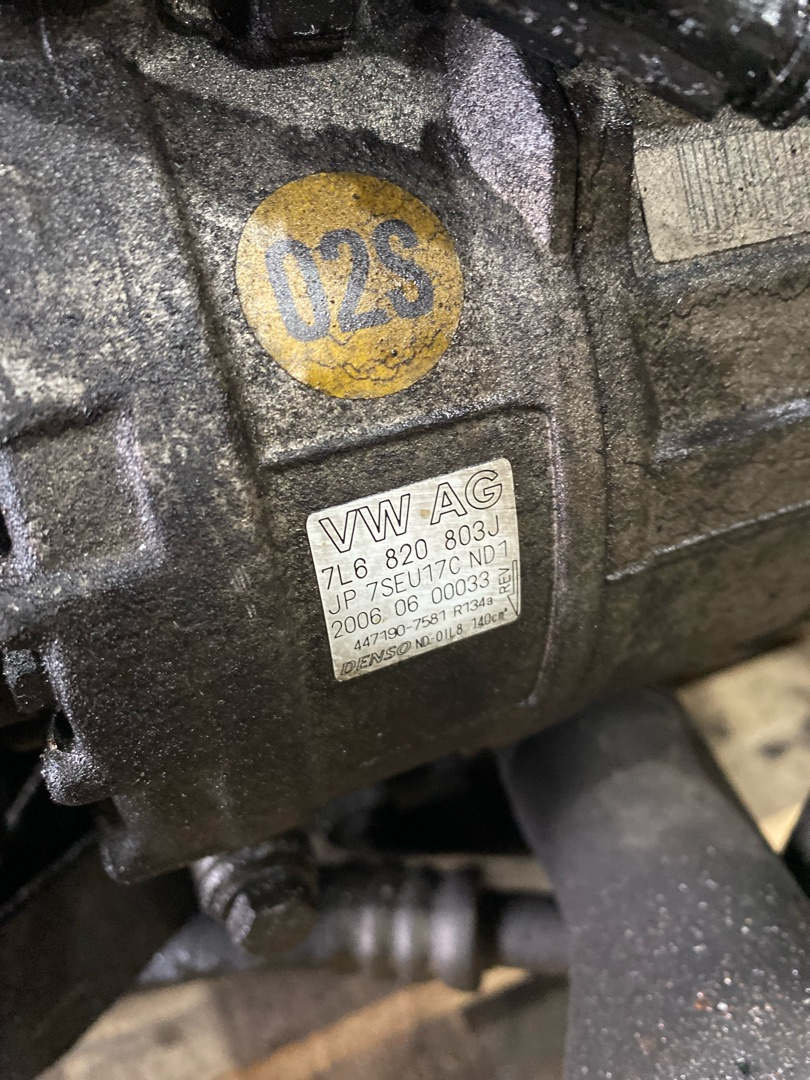 02S
VW AG
7L6 820 803J
JP 7SEU17C ND1
2006 06 00033 REV
447190-7581 R134a
DENSO ND-OIL8 140cm³